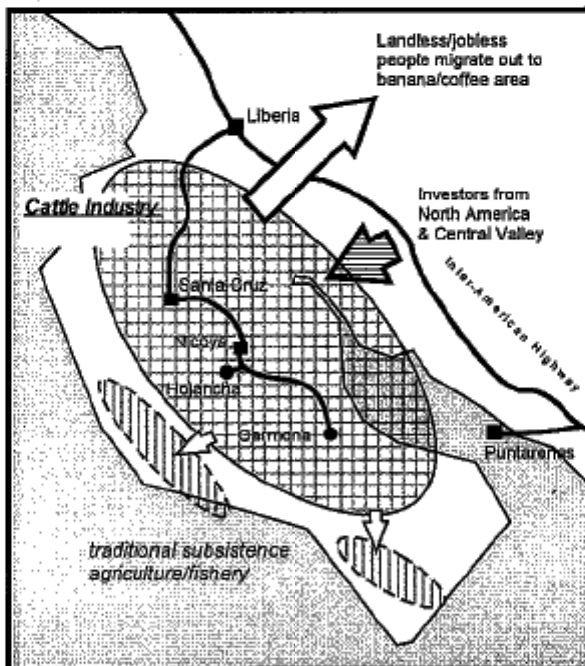 Landless/jobless
people migrate out to
banana/coffee area
Liberia
Cattle Industry
Investors from
North America
& Central Valley
Inter-American Highway
Santa Cruz
Nicoya
Hojancha
Carmona
Puntarenas
traditional subsistence
agriculture/fishery